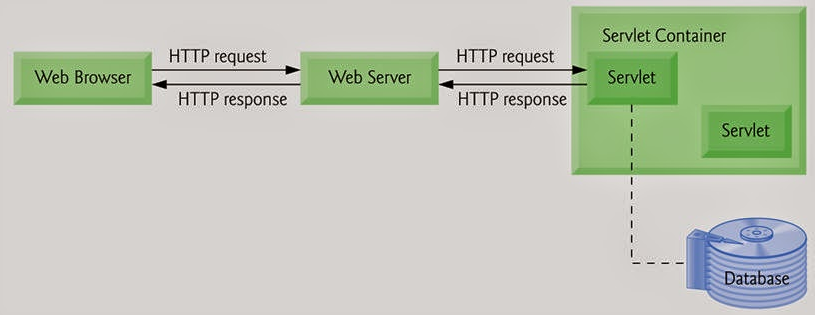 Servlet Container
HTTP request
HTTP request
Web Browser
Web Server
Servlet
HTTP response
HTTP response
Servlet
Database